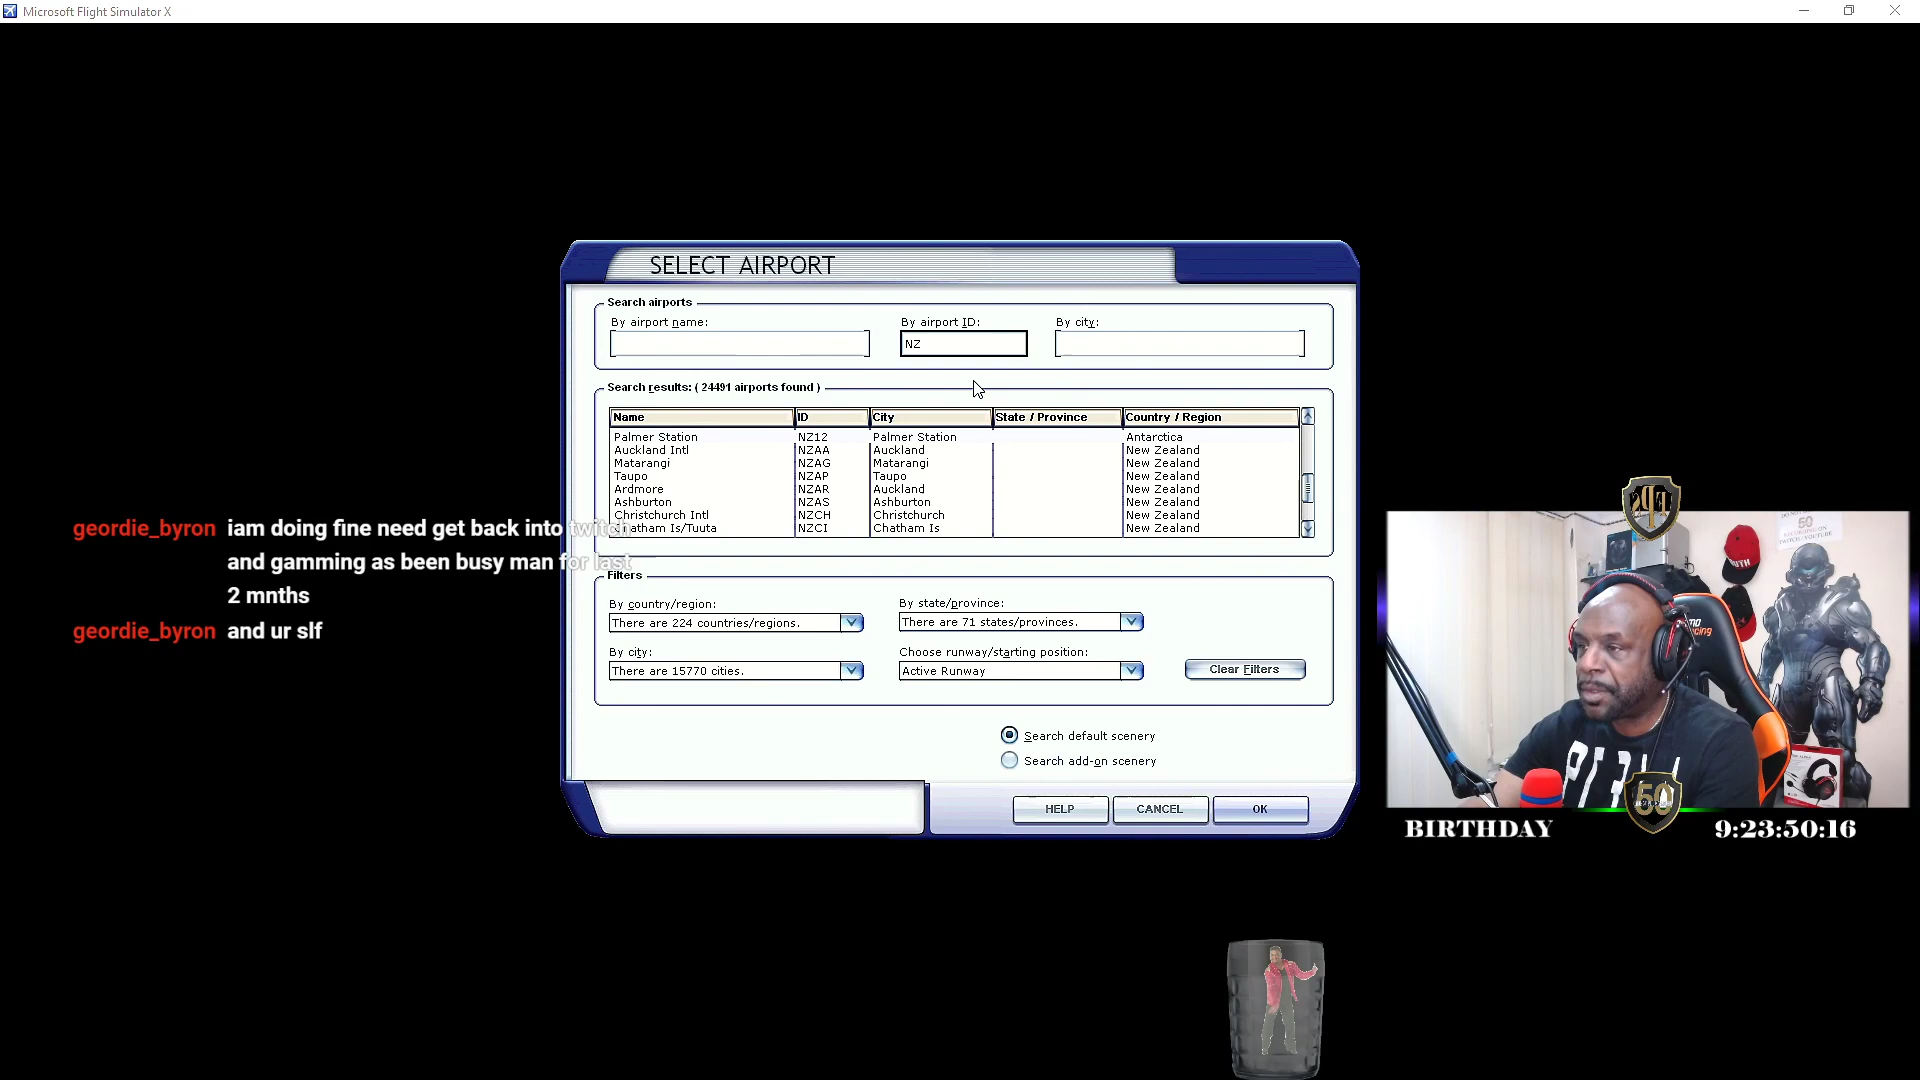 Microsoft Flight Simulator X
SELECT AIRPORT
Search airports
By airport name:
By airport ID:
By city:
NZ
Search results: ( 24491 airports found )
Name ID City State / Province Country / Region
Palmer Station NZ12 Palmer Station Antarctica
Auckland Intl NZAA Auckland New Zealand
Matarangi NZAG Matarangi New Zealand
Taupo NZAP Taupo New Zealand
Ardmore NZAR Auckland New Zealand
Ashburton NZAS Ashburton New Zealand
Christchurch Intl NZCH Christchurch New Zealand
Chatham Is/Tuuta NZCI Chatham Is New Zealand
geordie_byron iam doing fine need get back into twitch
and gamming as been busy man for last
2 mnths
geordie_byron and ur slf
Filters
By country/region:
There are 224 countries/regions.
By state/province:
There are 71 states/provinces.
By city:
There are 15770 cities.
Choose runway/starting position:
Active Runway
Clear Filters
Search default scenery
Search add-on scenery
HELP
CANCEL
OK
50
TWITCH / YOUTUBE
50
BIRTHDAY
9:23:50:16